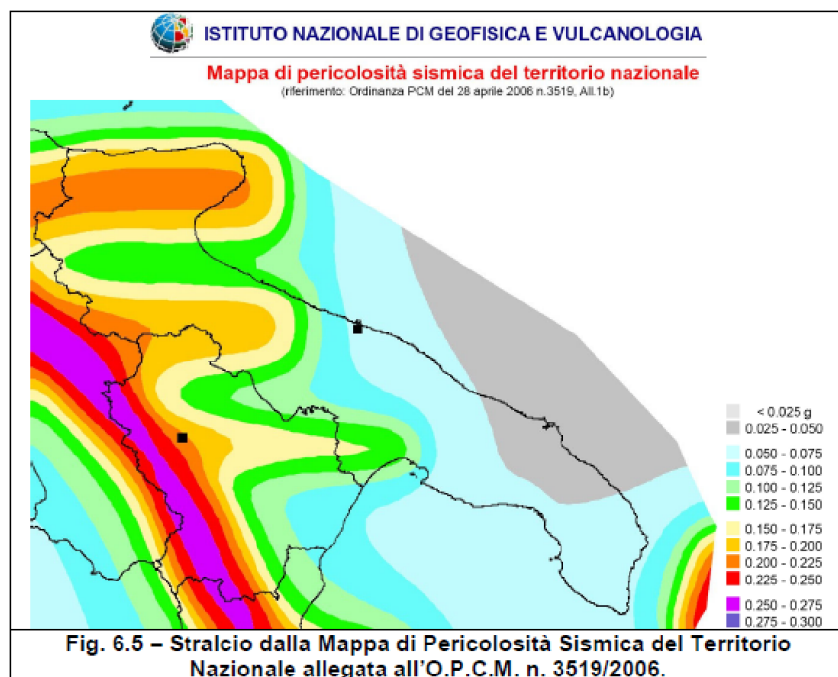 ISTITUTO NAZIONALE DI GEOFISICA E VULCANOLOGIA
Mappa di pericolosità sismica del territorio nazionale
(riferimento: Ordinanza PCM del 28 aprile 2006 n.3519, All.1b)
< 0.025 g
0.025 - 0.050
0.050 - 0.075
0.075 - 0.100
0.100 - 0.125
0.125 - 0.150
0.150 - 0.175
0.175 - 0.200
0.200 - 0.225
0.225 - 0.250
0.250 - 0.275
0.275 - 0.300
Fig. 6.5 – Stralcio dalla Mappa di Pericolosità Sismica del Territorio
Nazionale allegata all'O.P.C.M. n. 3519/2006.